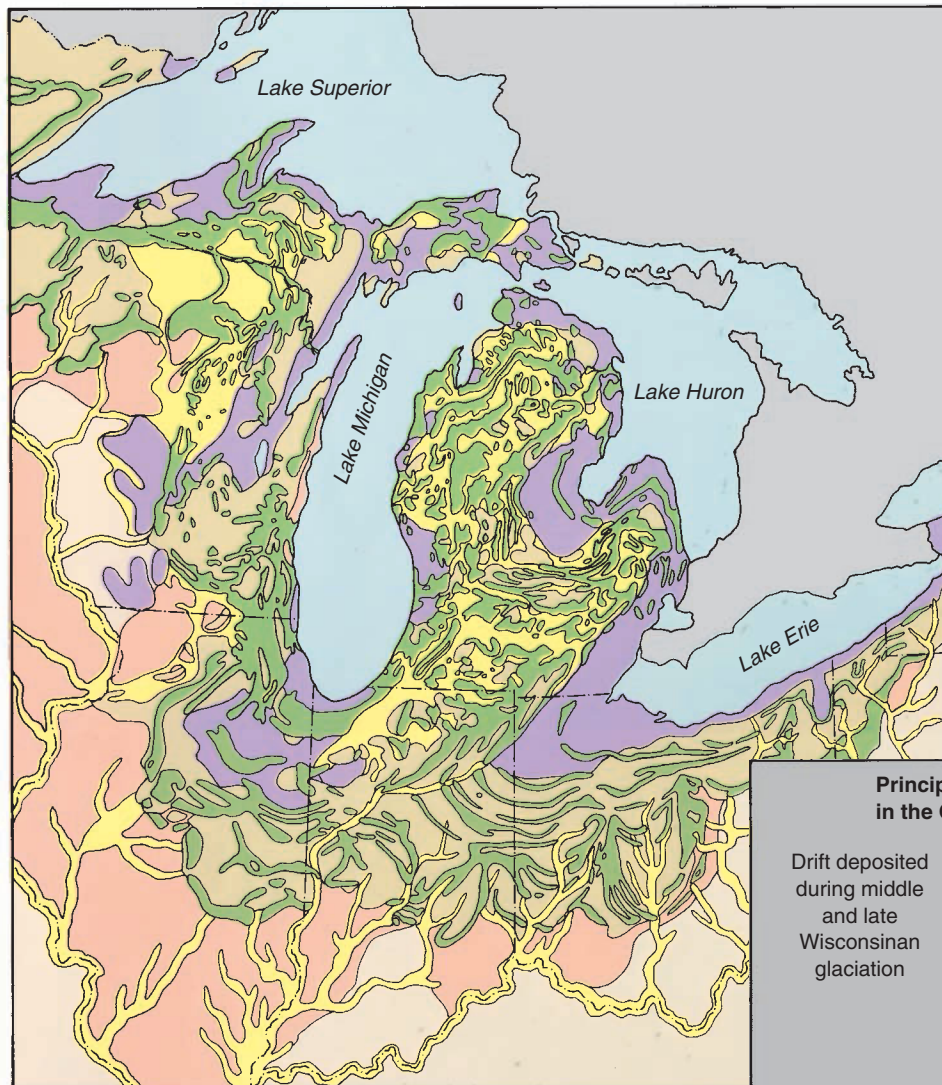 Lake Superior
Lake Michigan
Lake Huron
Lake Erie
Princip
in the
Drift deposited
during middle
and late
Wisconsinan
glaciation